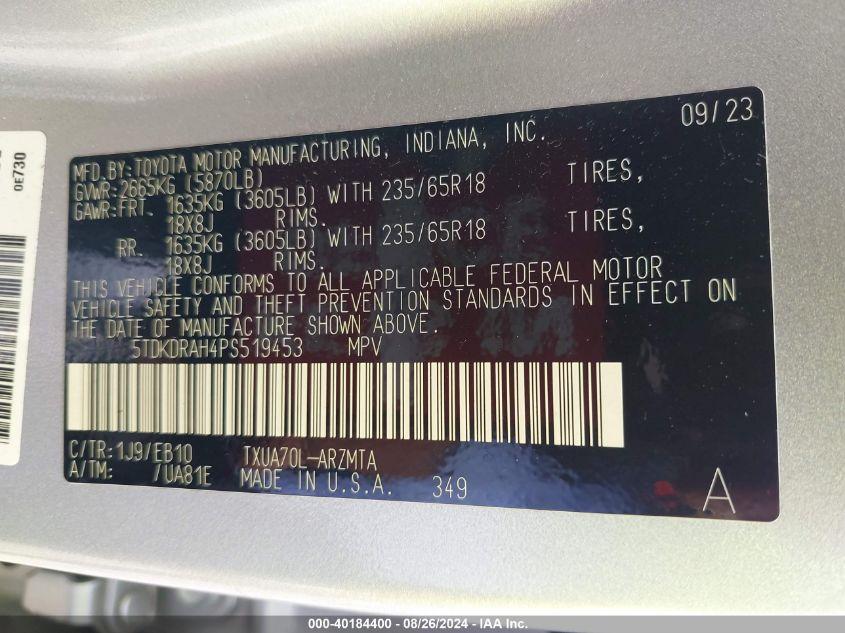 0E730
09/23
MFD.BY:TOYOTA MOTOR MANUFACTURING, INDIANA, INC.
GVWR:2665KG (5870LB)
GAWR:FRT. 1635KG (3605LB) WITH 235/65R18 TIRES,
18X8J RIMS.
RR. 1635KG (3605LB) WITH 235/65R18 TIRES,
18X8J RIMS.
THIS VEHICLE CONFORMS TO ALL APPLICABLE FEDERAL MOTOR
VEHICLE SAFETY AND THEFT PREVENTION STANDARDS IN EFFECT ON
THE DATE OF MANUFACTURE SHOWN ABOVE.
5TDKDRAH4PS519453 MPV
C/TR:1J9/EB10 TXUA70L-ARZMTA
A/TM: /UA81E MADE IN U.S.A. 349
A
000-40184400 - 08/26/2024 - IAA Inc.